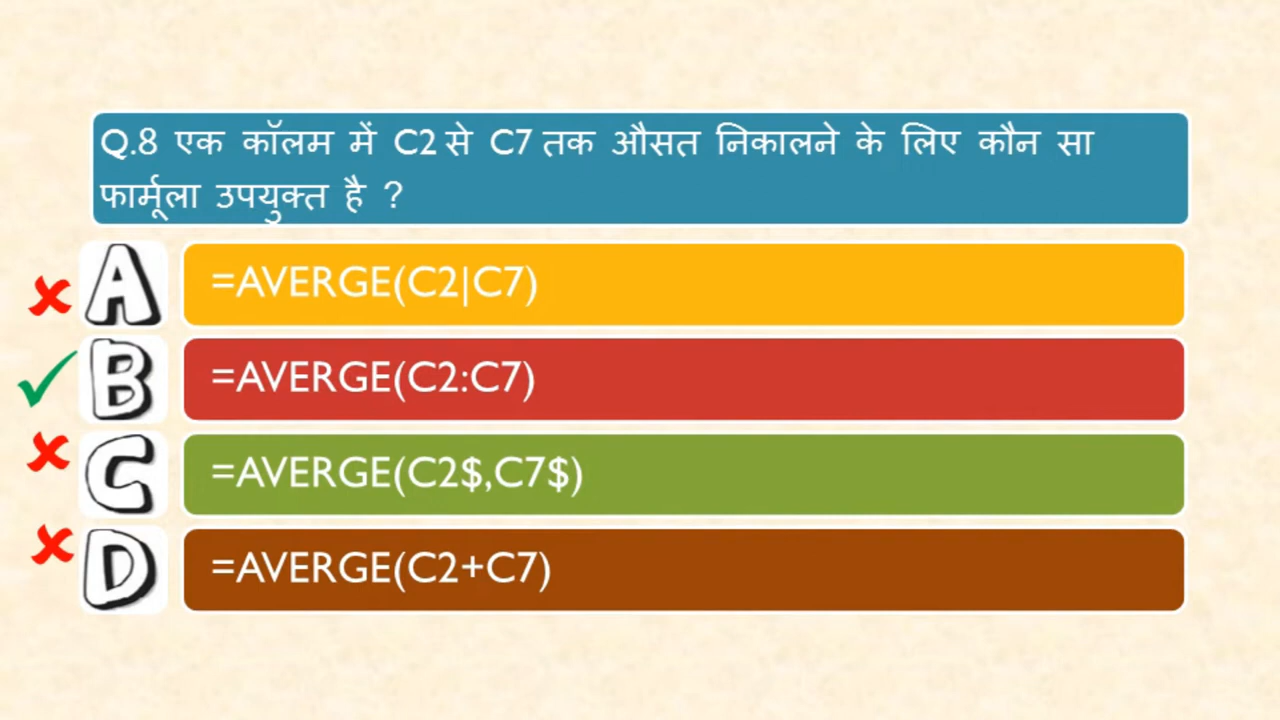 Q.8 एक कॉलम में C2 से C7 तक औसत निकालने के लिए कौन सा
फार्मूला उपयुक्त है ?
A =AVERGE(C2|C7)
B =AVERGE(C2:C7)
C =AVERGE(C2$,C7$)
D =AVERGE(C2+C7)